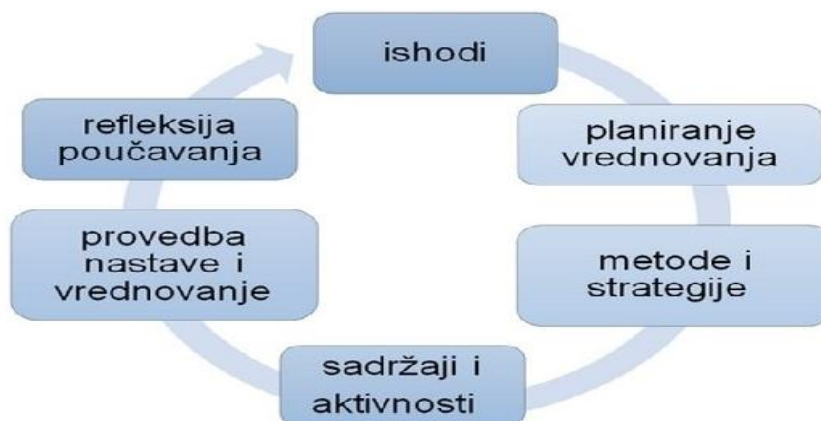 ishodi
planiranje
vrednovanja
metode i
strategije
sadržaji i
aktivnosti
provedba
nastave i
vrednovanje
refleksija
poučavanja